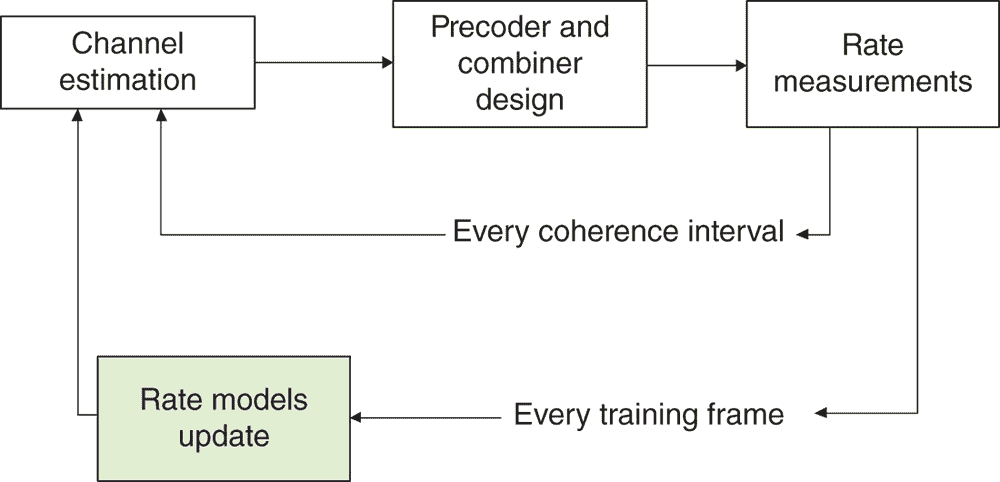 Channel
estimation
Precoder and
combiner
design
Rate
measurements
Every coherence interval
Rate models
update
Every training frame